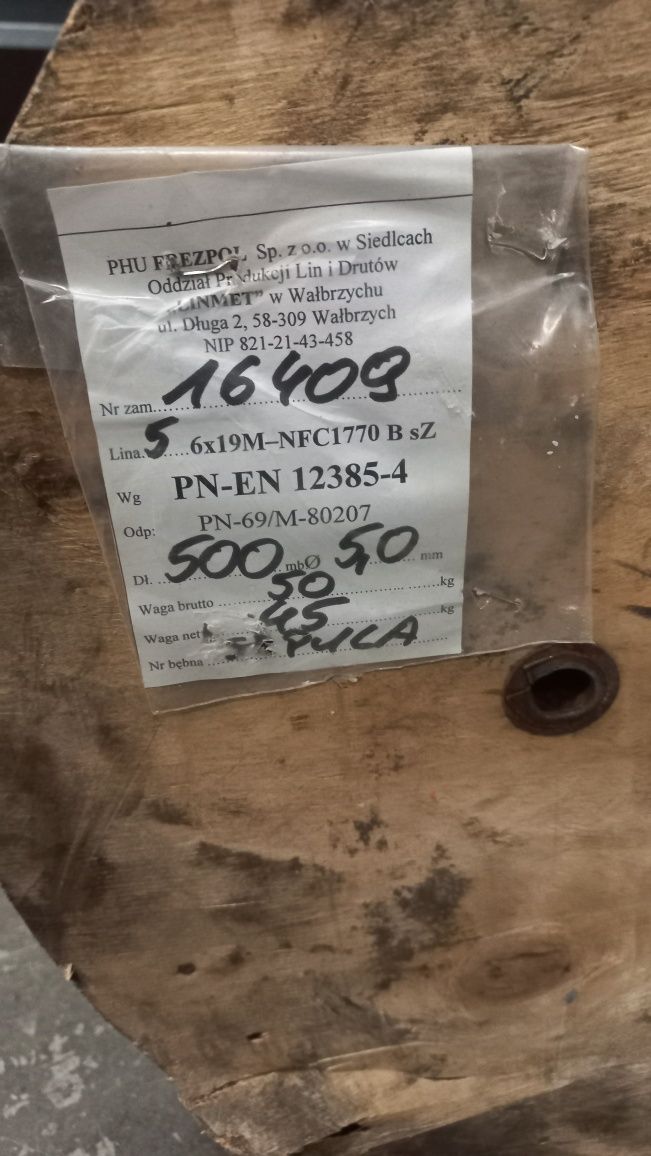 PHU FREZPOL Sp. z o.o. w Siedlcach
Oddział Produkcji Lin i Drutów
„LINMET” w Wałbrzychu
ul. Długa 2, 58-309 Wałbrzych
NIP 821-21-43-458
Nr zam. 16409
Lina. 5 6x19M–NFC1770 B sZ
Wg PN-EN 12385-4
Odp: PN-69/M-80207
Dł. 500 mb Ø 5,0 mm
Waga brutto 50 kg
Waga net 45 kg
Nr bębna